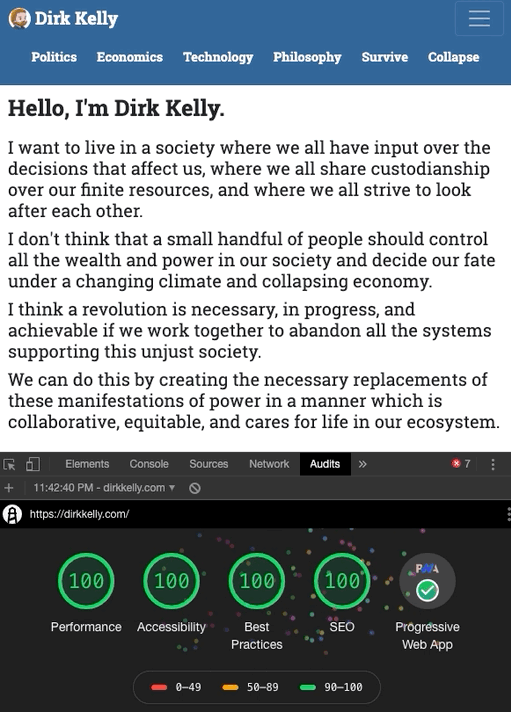 Dirk Kelly
Politics Economics Technology Philosophy Survive Collapse
Hello, I'm Dirk Kelly.
I want to live in a society where we all have input over the
decisions that affect us, where we all share custodianship
over our finite resources, and where we all strive to look
after each other.
I don't think that a small handful of people should control
all the wealth and power in our society and decide our fate
under a changing climate and collapsing economy.
I think a revolution is necessary, in progress, and
achievable if we work together to abandon all the systems
supporting this unjust society.
We can do this by creating the necessary replacements of
these manifestations of power in a manner which is
collaborative, equitable, and cares for life in our ecosystem.
Elements Console Sources Network Audits » 7
+ 11:42:40 PM - dirkkelly.com ▾
https://dirkkelly.com/
100 100 100 100 PWA
Performance Accessibility Best Practices SEO Progressive Web App
0–49 50–89 90–100